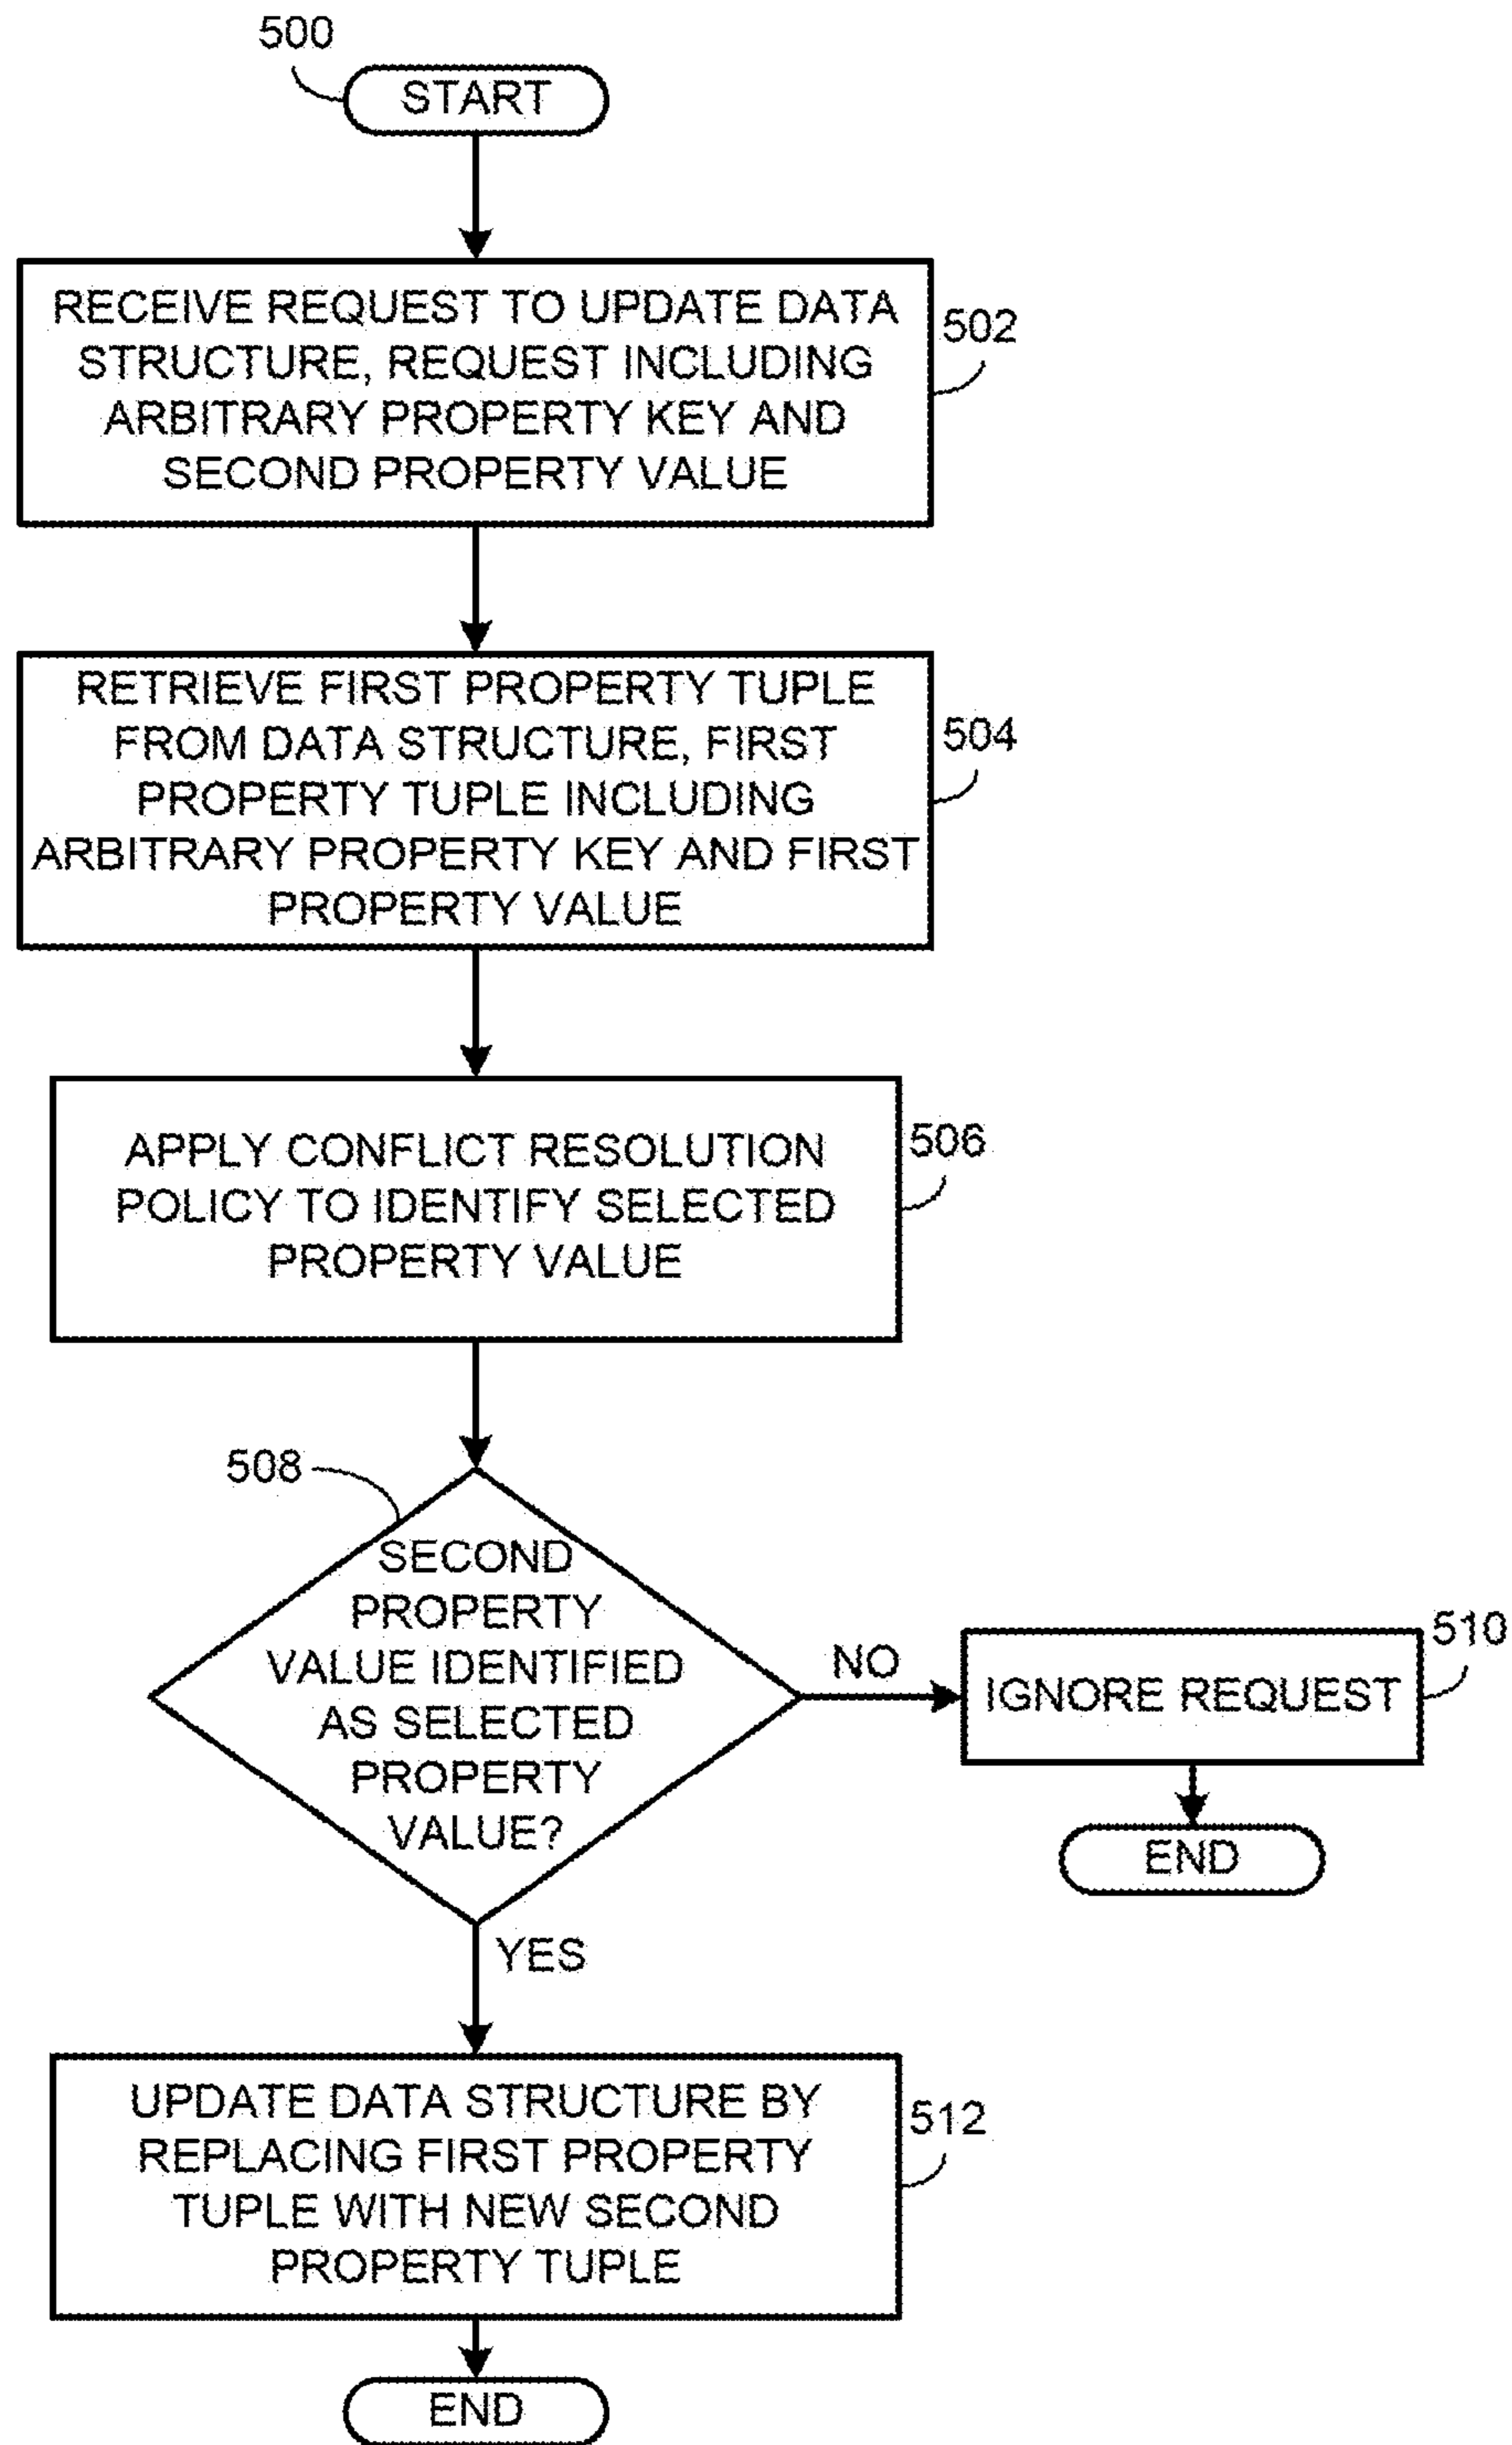 500
START
RECEIVE REQUEST TO UPDATE DATA
STRUCTURE, REQUEST INCLUDING
ARBITRARY PROPERTY KEY AND
SECOND PROPERTY VALUE
502
RETRIEVE FIRST PROPERTY TUPLE
FROM DATA STRUCTURE, FIRST
PROPERTY TUPLE INCLUDING
ARBITRARY PROPERTY KEY AND FIRST
PROPERTY VALUE
504
APPLY CONFLICT RESOLUTION
POLICY TO IDENTIFY SELECTED
PROPERTY VALUE
506
508
SECOND
PROPERTY
VALUE IDENTIFIED
AS SELECTED
PROPERTY
VALUE?
NO
IGNORE REQUEST
510
END
YES
UPDATE DATA STRUCTURE BY
REPLACING FIRST PROPERTY
TUPLE WITH NEW SECOND
PROPERTY TUPLE
512
END